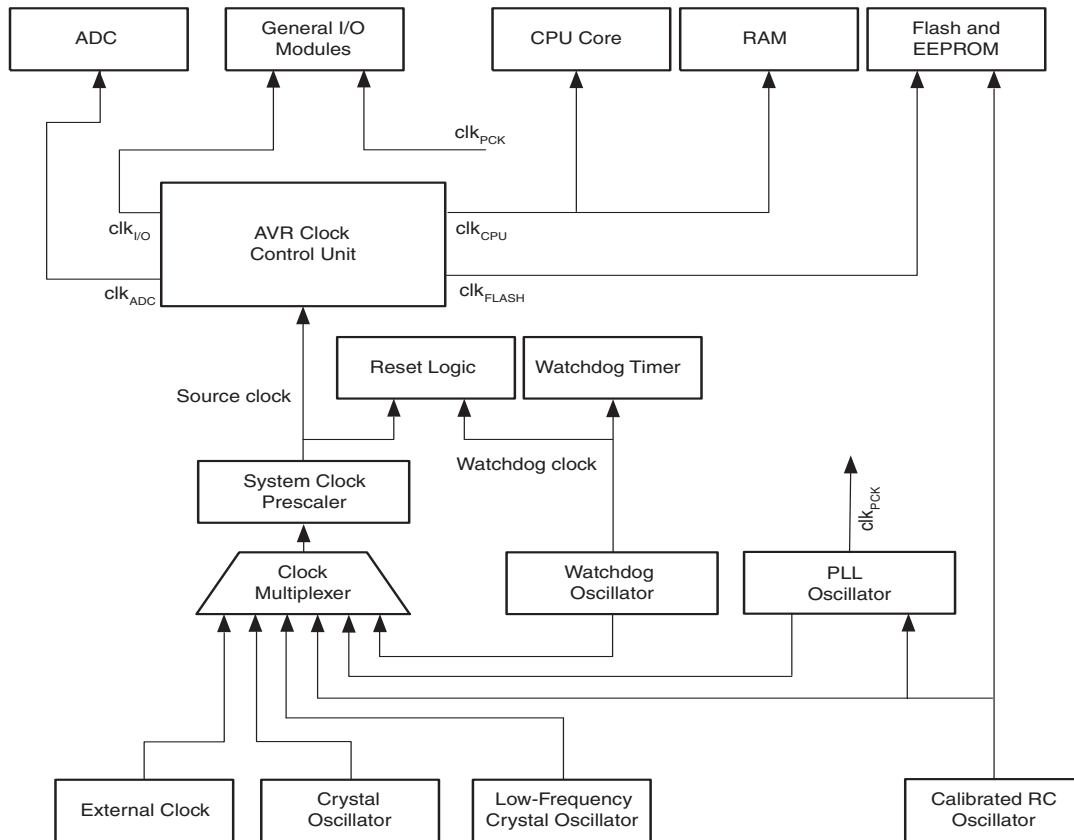 ADC
General I/O
Modules
CPU Core
RAM
Flash and
EEPROM
clkPCK
clkI/O
AVR Clock
Control Unit
clkCPU
clkADC
clkFLASH
Reset Logic
Watchdog Timer
Source clock
Watchdog clock
System Clock
Prescaler
clkPCK
Clock
Multiplexer
Watchdog
Oscillator
PLL
Oscillator
External Clock
Crystal
Oscillator
Low-Frequency
Crystal Oscillator
Calibrated RC
Oscillator